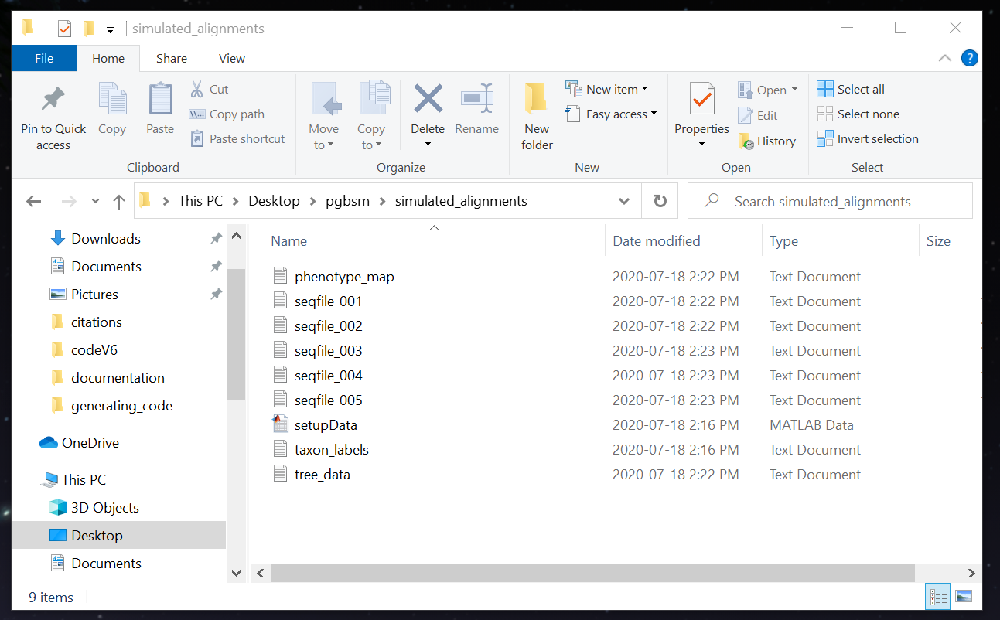 simulated_alignments
File Home Share View ?
Pin to Quick access
Copy
Paste
Cut
Copy path
Paste shortcut
Clipboard
Move to
Copy to
Delete
Rename
Organize
New folder
New item
Easy access
New
Properties
Open
Edit
History
Open
Select all
Select none
Invert selection
Select
This PC > Desktop > pgbsm > simulated_alignments
Search simulated_alignments
Downloads
Documents
Pictures
citations
codeV6
documentation
generating_code
OneDrive
This PC
3D Objects
Desktop
Documents
Name Date modified Type Size
phenotype_map 2020-07-18 2:22 PM Text Document
seqfile_001 2020-07-18 2:22 PM Text Document
seqfile_002 2020-07-18 2:22 PM Text Document
seqfile_003 2020-07-18 2:23 PM Text Document
seqfile_004 2020-07-18 2:23 PM Text Document
seqfile_005 2020-07-18 2:23 PM Text Document
setupData 2020-07-18 2:16 PM MATLAB Data
taxon_labels 2020-07-18 2:16 PM Text Document
tree_data 2020-07-18 2:22 PM Text Document
9 items